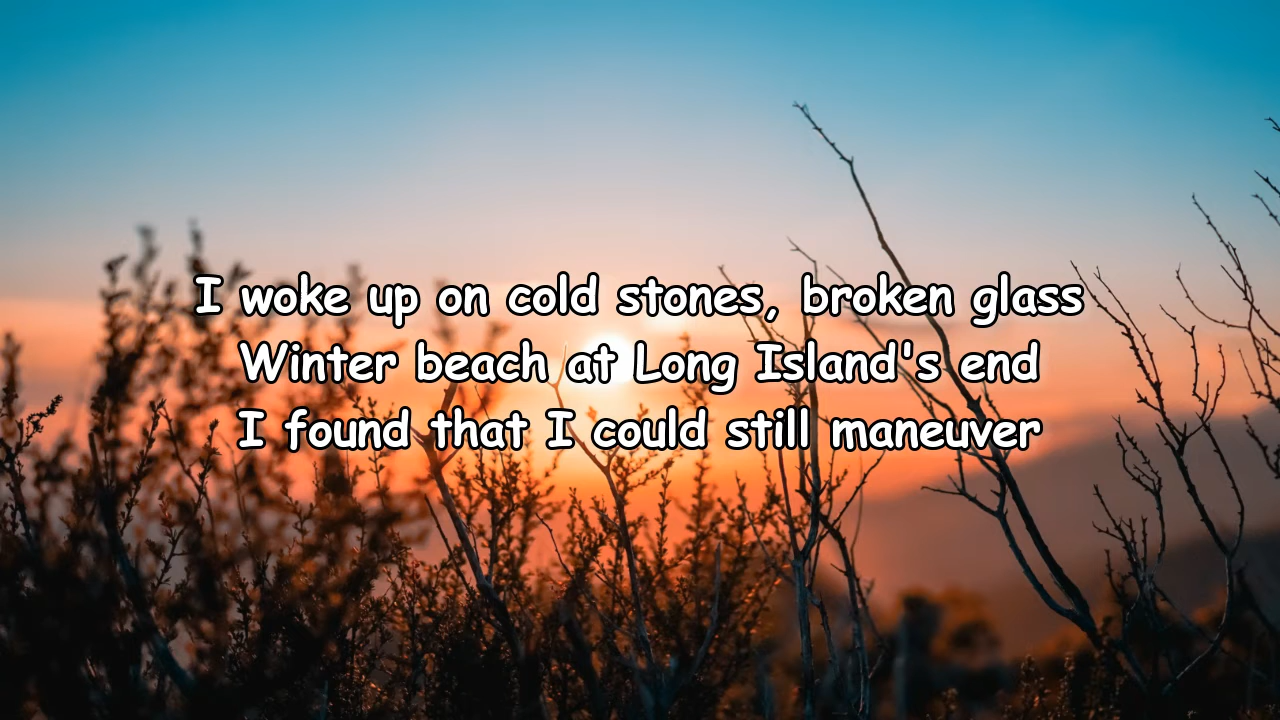 I woke up on cold stones, broken glass
Winter beach at Long Island's end
I found that I could still maneuver